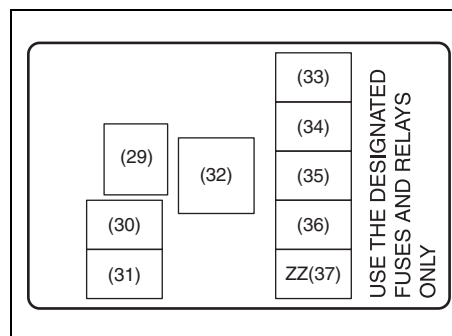 (29)
(30)
(31)
(32)
(33)
(34)
(35)
(36)
ZZ(37)
USE THE DESIGNATED
FUSES AND RELAYS
ONLY